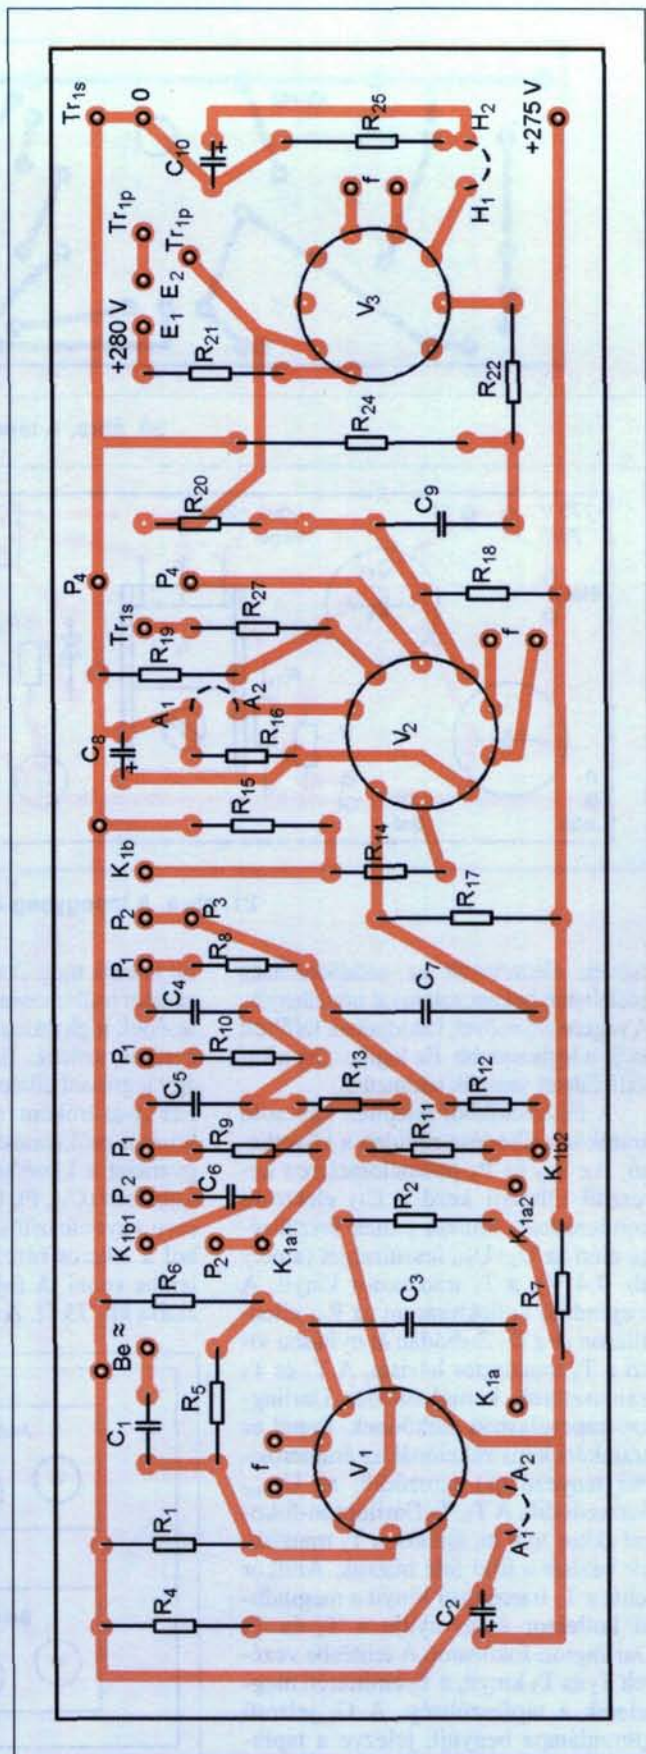 Tr1s
0
C10
+
R25
H2
H1
+275 V
Tr1p
Tr1p
f
E2
E1
V3
+280 V
R21
R22
R24
R20
C9
P4
P4
R18
Tr1s
R27
f
R19
A1
A2
C8
+
R16
V2
R15
K1b
R14
P2
P3
R17
P1
R8
C4
C7
P1
R10
C5
R13
R12
P1
R9
R11
K1b2
P2
C6
R2
K1a2
K1b1
P2
K1a1
R6
C3
R7
Be ≈
R5
K1a
C1
f
V1
A2
A1
R1
R4
C2
+